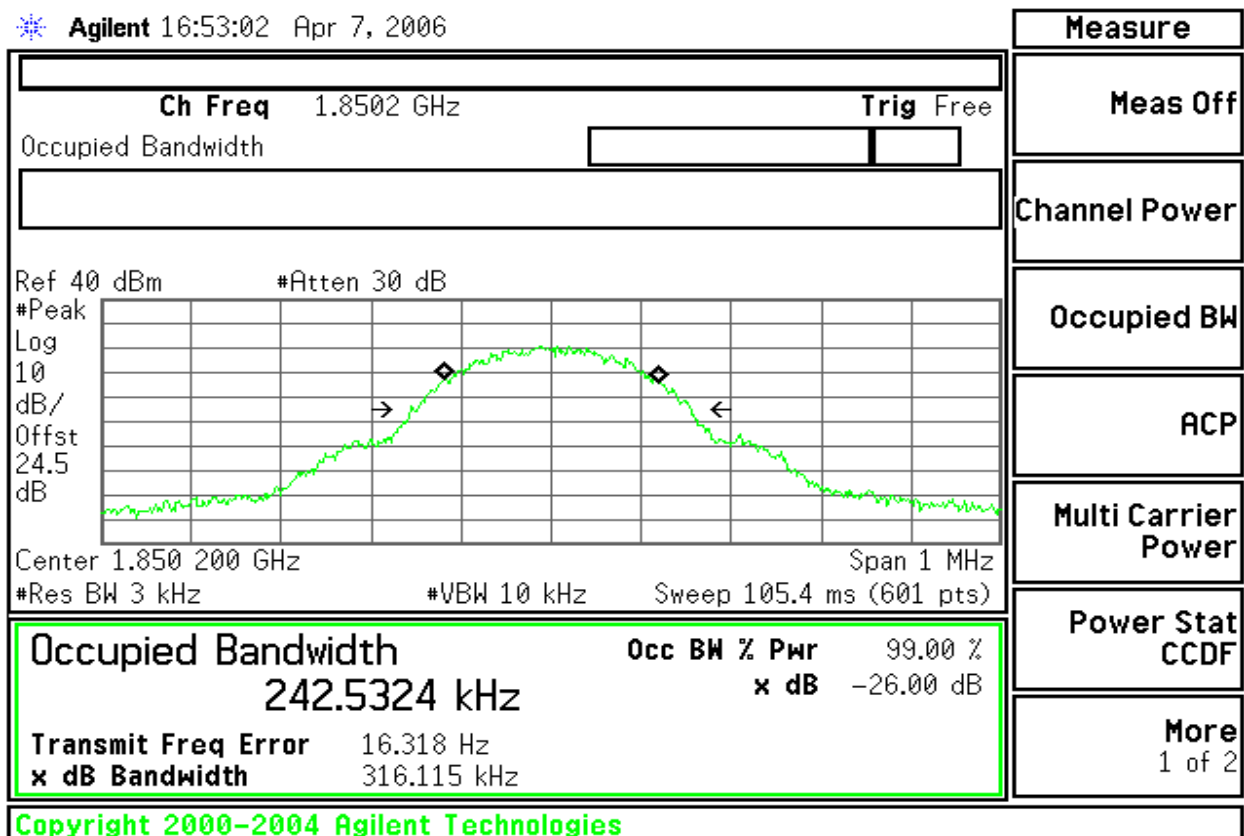 Agilent 16:53:02 Apr 7, 2006
Measure
Ch Freq 1.8502 GHz
Trig Free
Occupied Bandwidth
Ref 40 dBm
#Atten 30 dB
#Peak
Log
10
dB/
Offst
24.5
dB
Center 1.850 200 GHz
Span 1 MHz
#Res BW 3 kHz
#VBW 10 kHz
Sweep 105.4 ms (601 pts)
Occupied Bandwidth
242.5324 kHz
Occ BW % Pwr 99.00 %
x dB -26.00 dB
Transmit Freq Error 16.318 Hz
x dB Bandwidth 316.115 kHz
Meas Off
Channel Power
Occupied BW
ACP
Multi Carrier
Power
Power Stat
CCDF
More
1 of 2
Copyright 2000-2004 Agilent Technologies